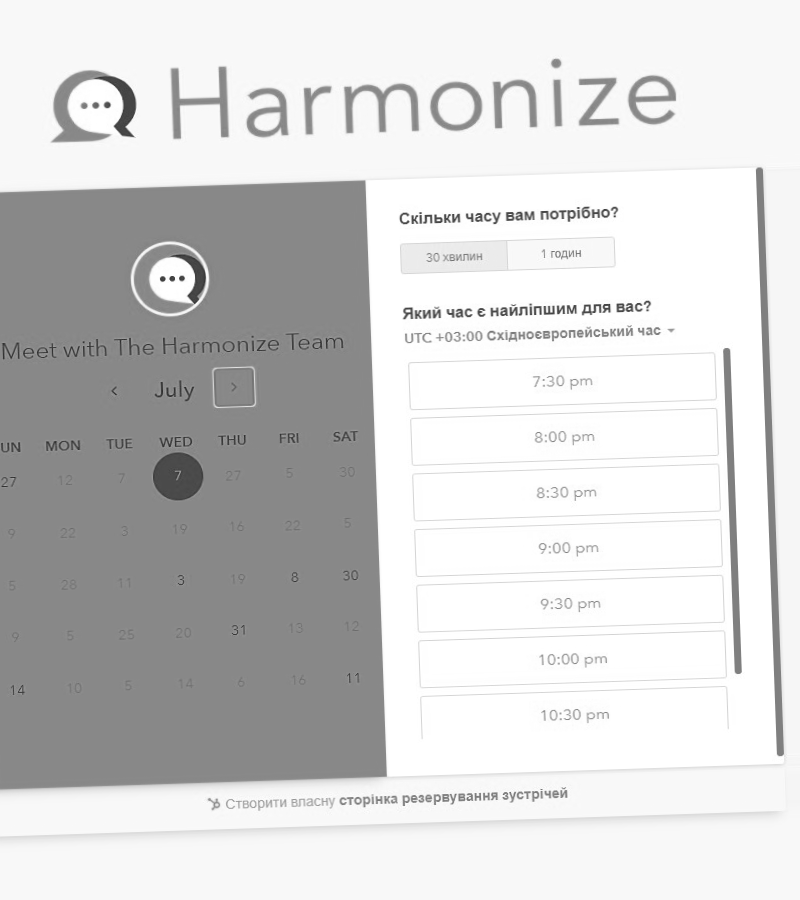 Harmonize
Meet with The Harmonize Team
July
UN MON TUE WED THU FRI SAT
27 12 7 7 27 5 30
9 22 3 19 16 22 5
5 28 11 3 19 8 30
9 5 25 20 31 13 12
14 10 5 14 6 16 11
Скільки часу вам потрібно?
30 хвилин 1 годин
Який час є найліпшим для вас?
UTC +03:00 Східноєвропейський час
7:30 pm
8:00 pm
8:30 pm
9:00 pm
9:30 pm
10:00 pm
10:30 pm
Створити власну сторінка резервування зустрічей